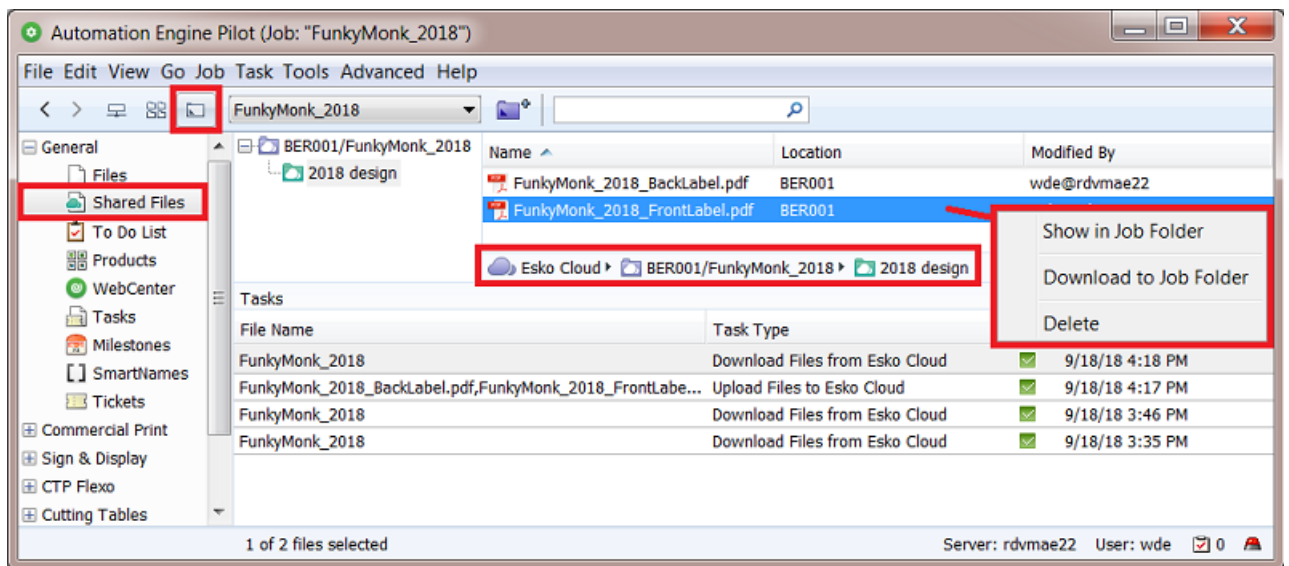 Automation Engine Pilot (Job: "FunkyMonk_2018")
File Edit View Go Job Task Tools Advanced Help
FunkyMonk_2018
General
Files
Shared Files
To Do List
Products
WebCenter
Tasks
Milestones
SmartNames
Tickets
Commercial Print
Sign & Display
CTP Flexo
Cutting Tables
BER001/FunkyMonk_2018
2018 design
Name Location Modified By
FunkyMonk_2018_BackLabel.pdf BER001 wde@rdvmae22
FunkyMonk_2018_FrontLabel.pdf BER001
Show in Job Folder
Download to Job Folder
Delete
Esko Cloud BER001/FunkyMonk_2018 2018 design
Tasks
File Name Task Type
FunkyMonk_2018 Download Files from Esko Cloud 9/18/18 4:18 PM
FunkyMonk_2018_BackLabel.pdf,FunkyMonk_2018_FrontLabe... Upload Files to Esko Cloud 9/18/18 4:17 PM
FunkyMonk_2018 Download Files from Esko Cloud 9/18/18 3:46 PM
FunkyMonk_2018 Download Files from Esko Cloud 9/18/18 3:35 PM
1 of 2 files selected Server: rdvmae22 User: wde 0